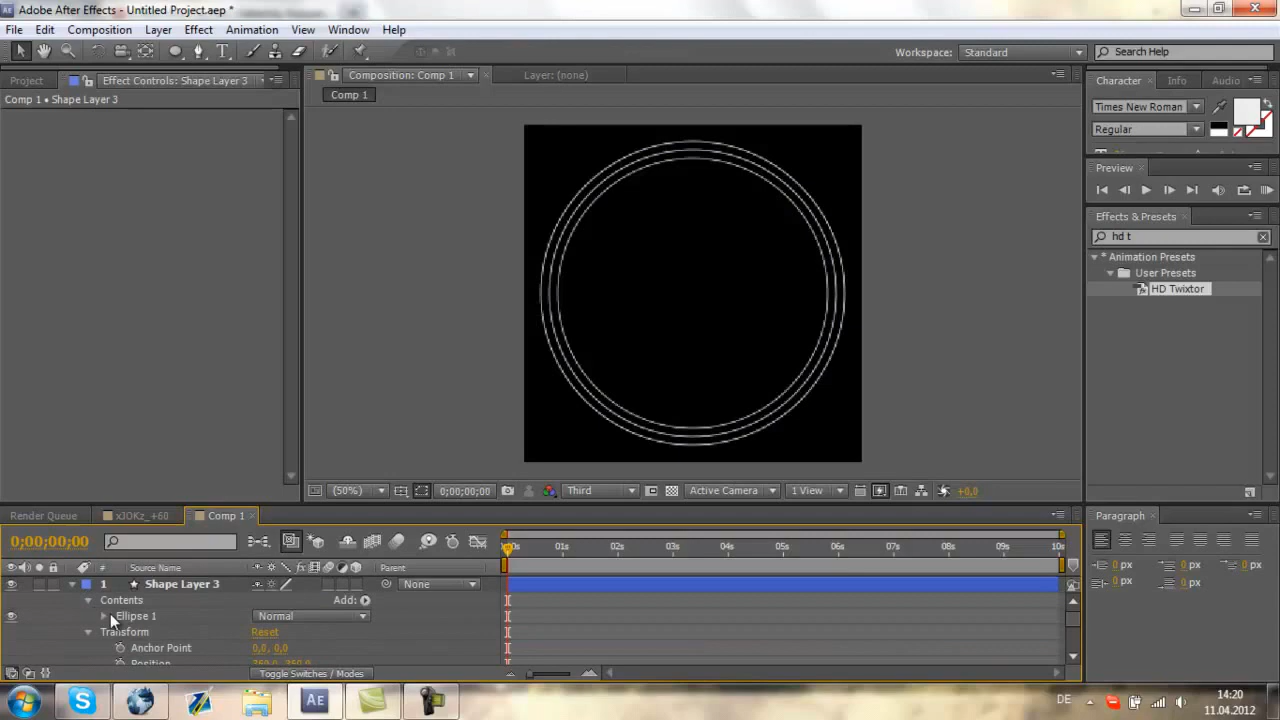 Adobe After Effects - Untitled Project.aep *
File Edit Composition Layer Effect Animation View Window Help
Workspace: Standard Search Help
Project Effect Controls: Shape Layer 3 Composition: Comp 1 Layer: (none) Character Info Audio
Comp 1 • Shape Layer 3 Comp 1
Times New Roman
Regular
Preview
Effects & Presets
hd t
* Animation Presets
User Presets
HD Twixtor
(50%) 0;00;00;00 Third Active Camera 1 View +0,0
Render Queue xJOKz_+60 Comp 1 Paragraph
0;00;00;00 01s 02s 03s 04s 05s 06s 07s 08s 09s 10s
# Source Name Parent
0 px 0 px 0 px
0 px 0 px
1 Shape Layer 3 None
Contents Add:
Ellipse 1 Normal
Transform Reset
Anchor Point 0,0, 0,0
Position
Toggle Switches / Modes
DE 14:20
11.04.2012